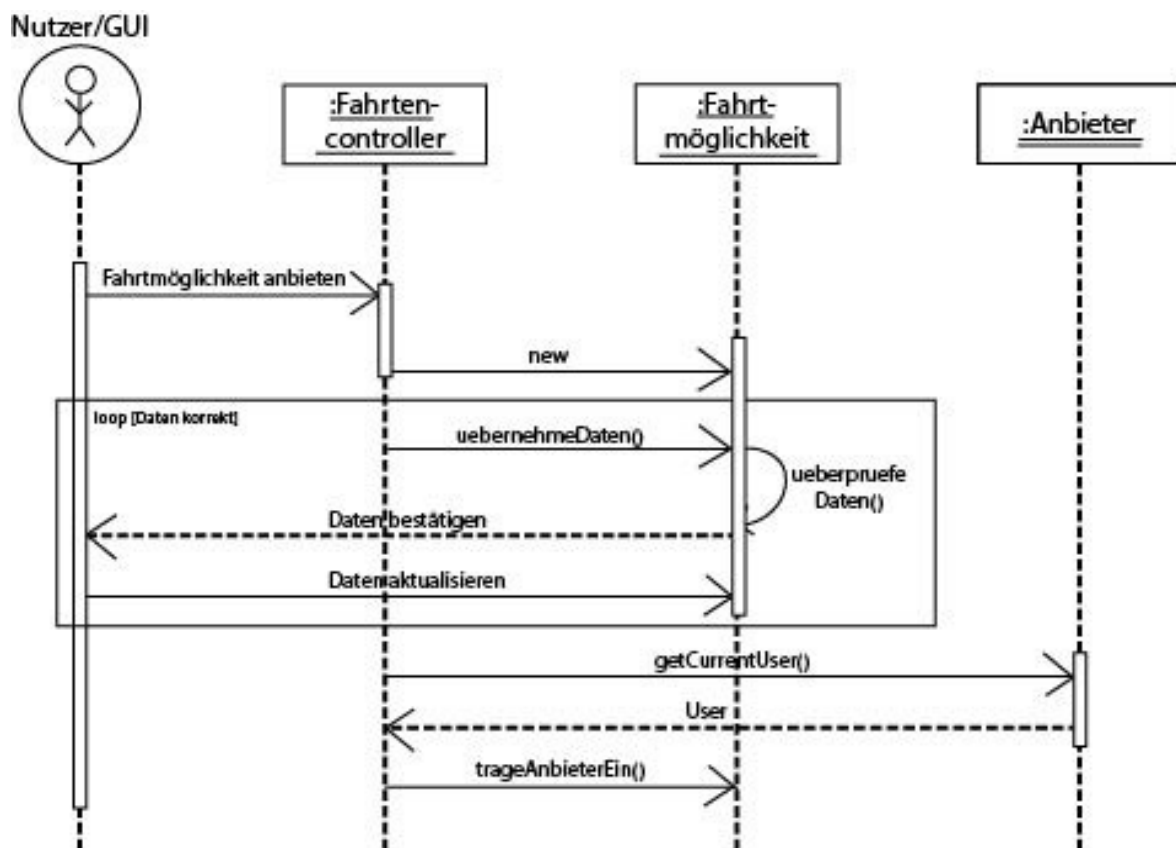 Nutzer/GUI
:Fahrten-
controller
:Fahrt-
möglichkeit
:Anbieter
Fahrtmöglichkeit anbieten
new
loop [Daten korrekt]
uebernehmeDaten()
ueberpruefe
Daten()
Daten bestätigen
Daten aktualisieren
getCurrentUser()
User
trageAnbieterEin()